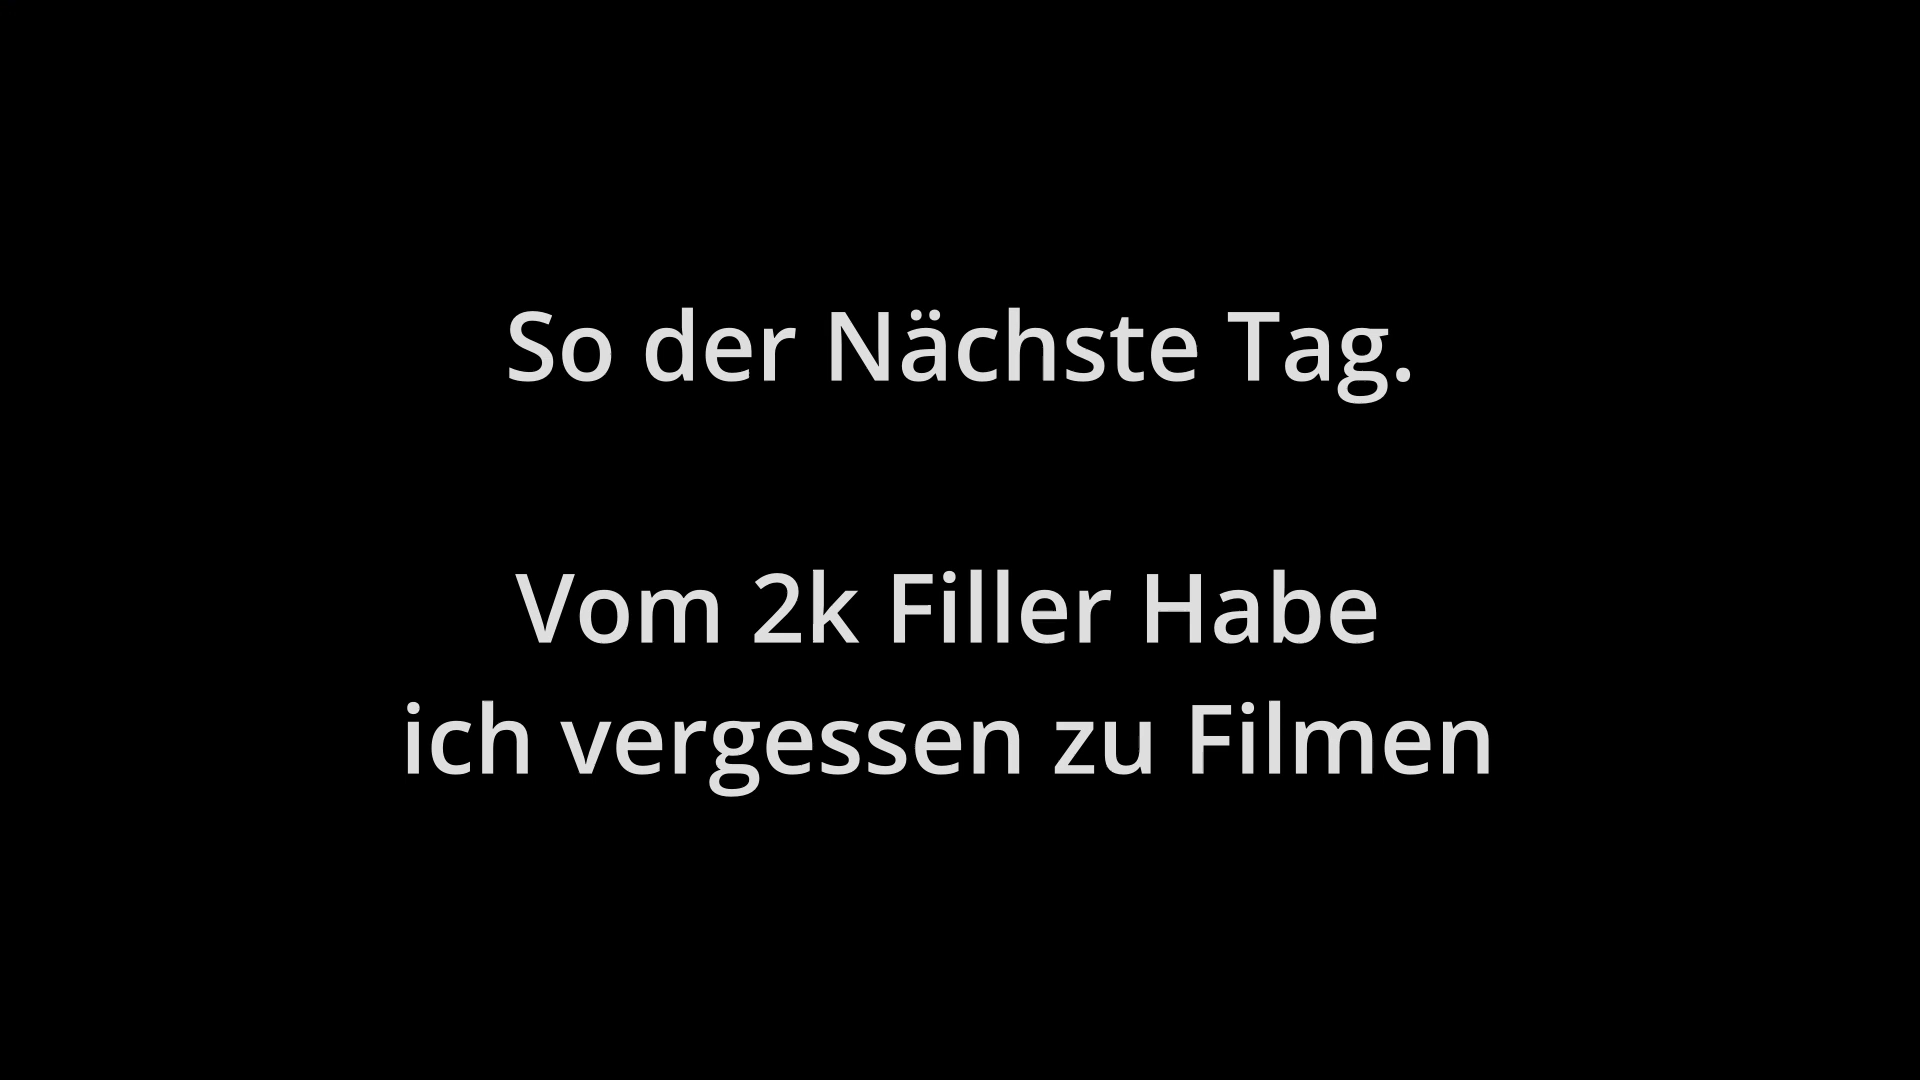 So der Nächste Tag.
Vom 2k Filler Habe
ich vergessen zu Filmen